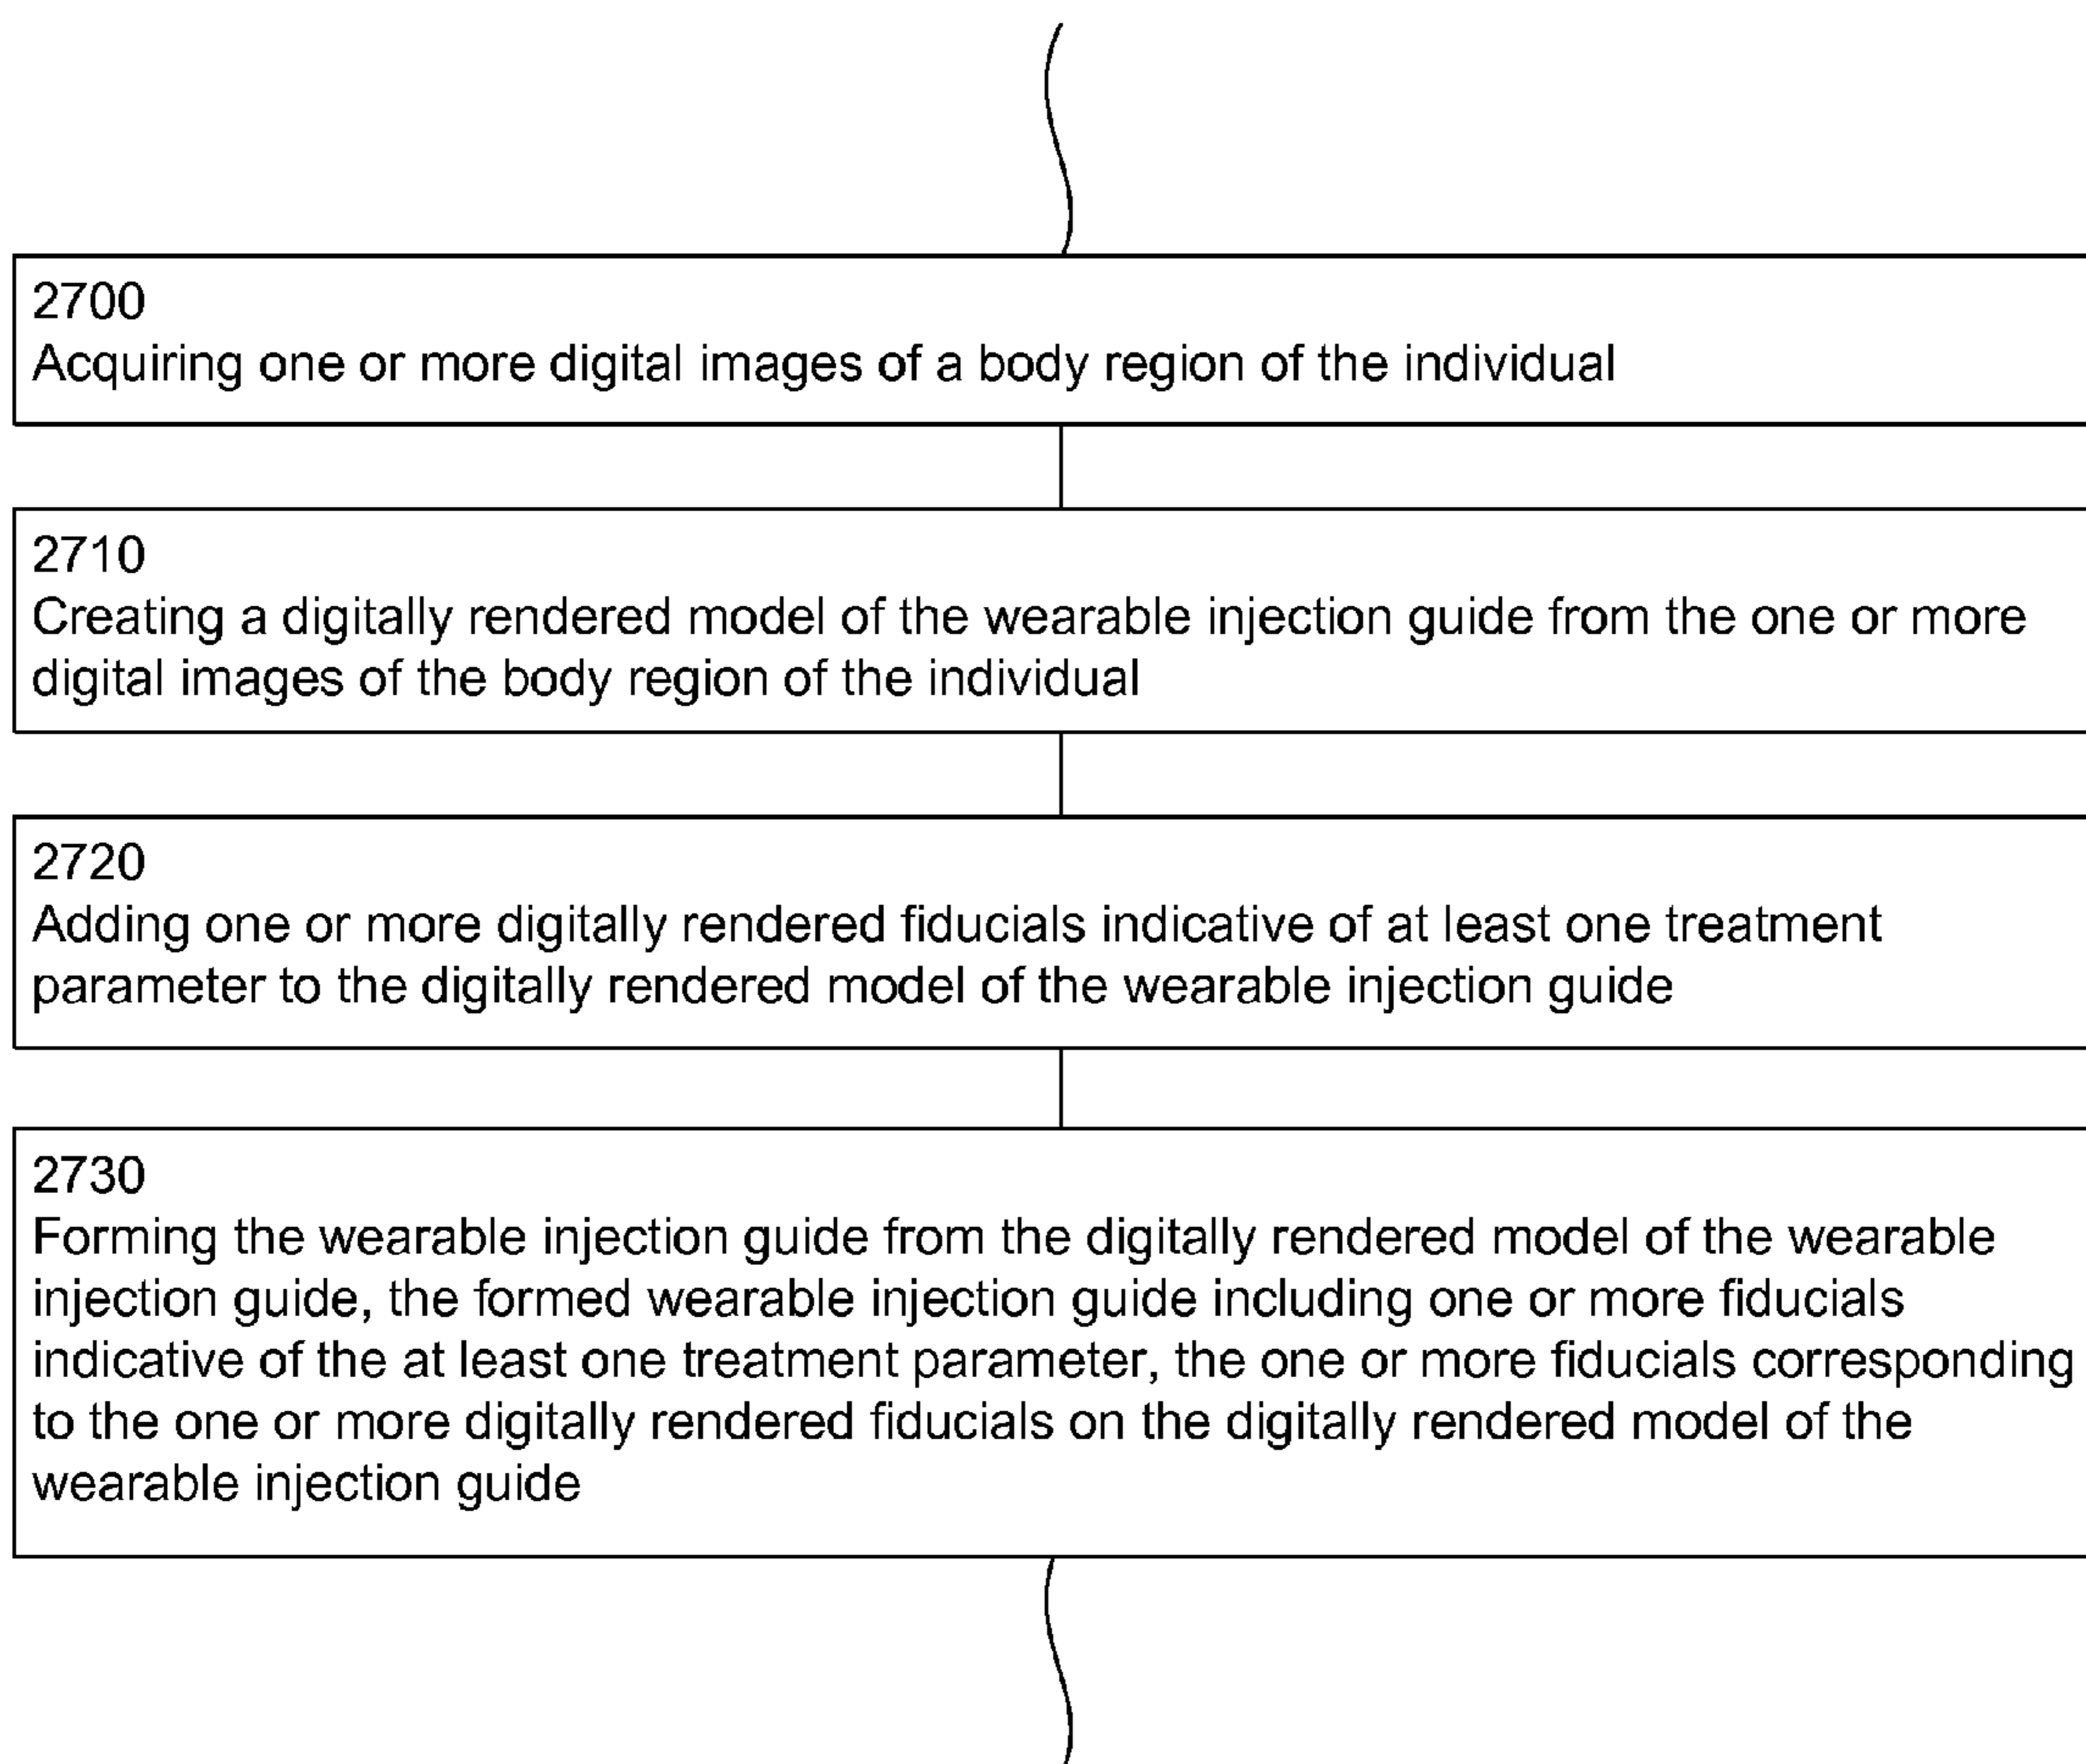 2700
Acquiring one or more digital images of a body region of the individual
2710
Creating a digitally rendered model of the wearable injection guide from the one or more
digital images of the body region of the individual
2720
Adding one or more digitally rendered fiducials indicative of at least one treatment
parameter to the digitally rendered model of the wearable injection guide
2730
Forming the wearable injection guide from the digitally rendered model of the wearable
injection guide, the formed wearable injection guide including one or more fiducials
indicative of the at least one treatment parameter, the one or more fiducials corresponding
to the one or more digitally rendered fiducials on the digitally rendered model of the
wearable injection guide